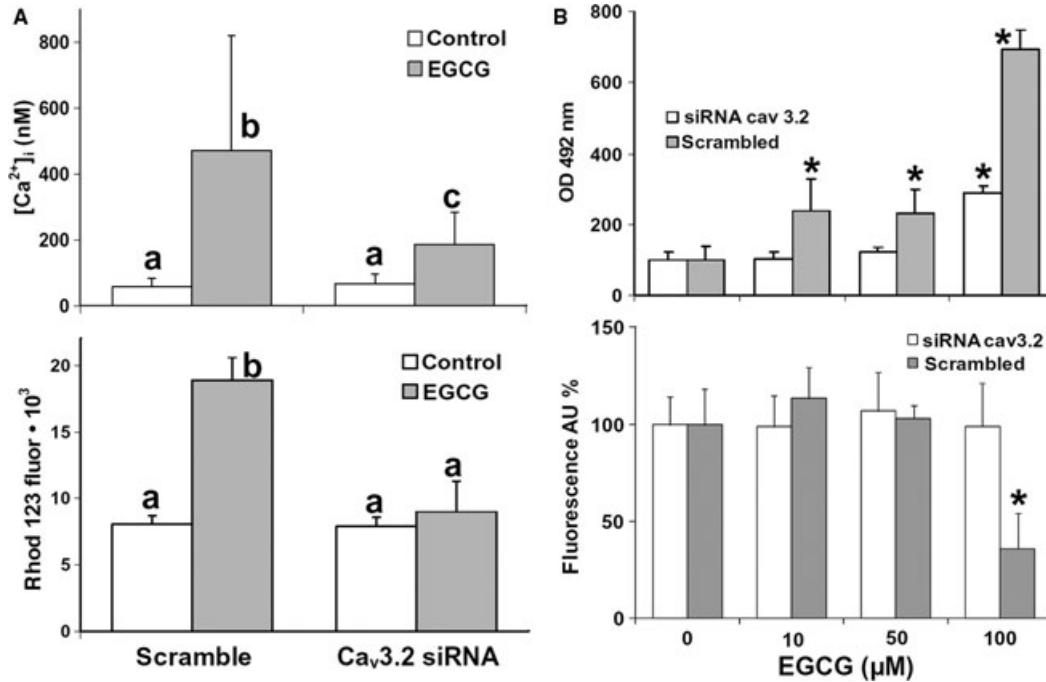 A
[Ca²⁺]ᵢ (nM)
800
600
400
200
0
Control
EGCG
a
b
a
c
Rhod 123 fluor • 10³
20
15
10
5
0
Control
EGCG
a
b
a
a
Scramble
Caᵥ3.2 siRNA
B
OD 492 nm
800
600
400
200
0
siRNA cav 3.2
Scrambled
*
*
*
*
Fluorescence AU %
150
100
50
0
siRNA cav3.2
Scrambled
*
0 10 50 100
EGCG (µM)